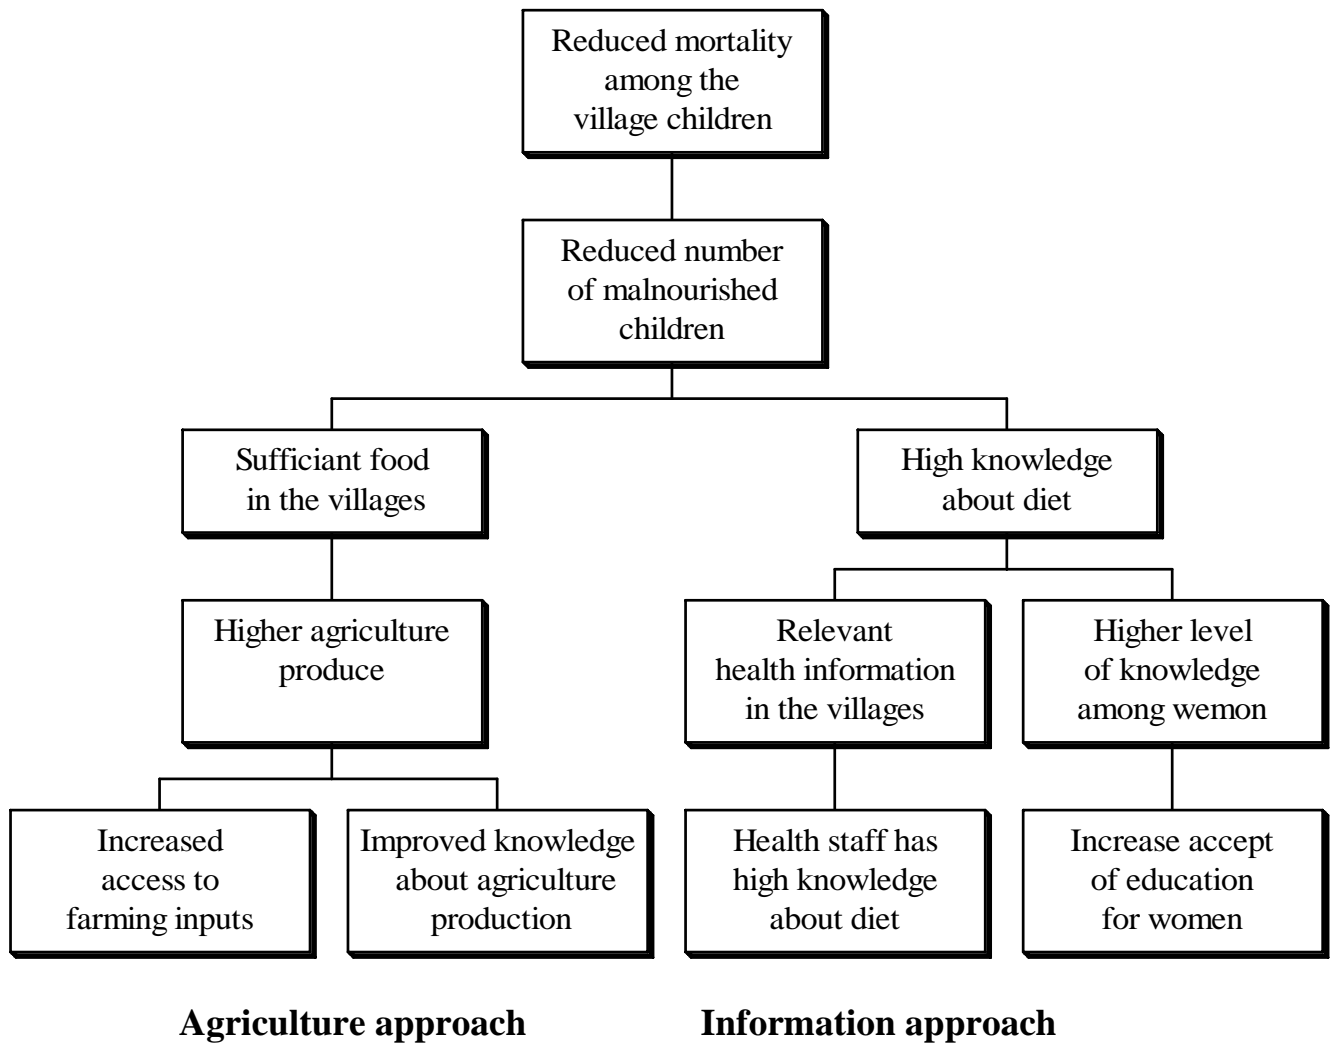 Reduced mortality
among the
village children
Reduced number
of malnourished
children
Sufficiant food
in the villages
High knowledge
about diet
Higher agriculture
produce
Relevant
health information
in the villages
Higher level
of knowledge
among wemon
Increased
access to
farming inputs
Improved knowledge
about agriculture
production
Health staff has
high knowledge
about diet
Increase accept
of education
for women
Agriculture approach
Information approach